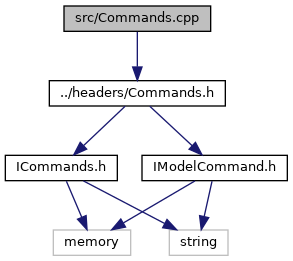 src/Commands.cpp
../headers/Commands.h
ICommands.h
IModelCommand.h
memory
string